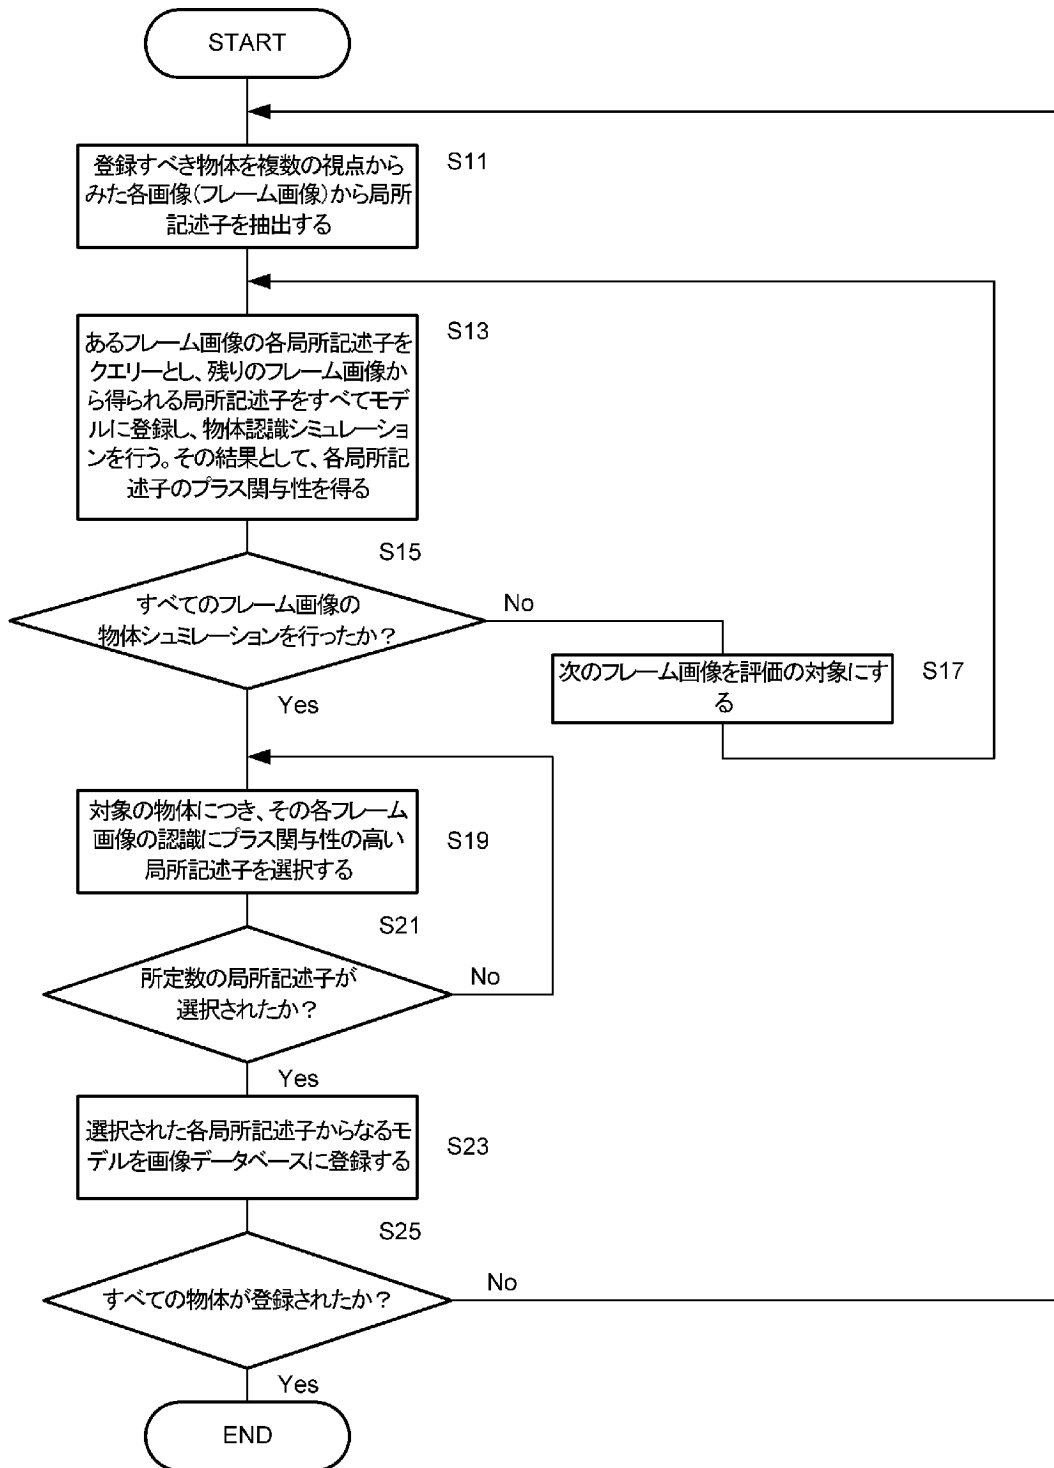 START
登録すべき物体を複数の視点から
みた各画像(フレーム画像)から局所
記述子を抽出する
S11
あるフレーム画像の各局所記述子を
クエリーとし、残りのフレーム画像か
ら得られる局所記述子をすべてモデ
ルに登録し、物体認識シミュレーショ
ンを行う。その結果として、各局所記
述子のプラス関与性を得る
S13
S15
すべてのフレーム画像の
物体シュミレーションを行ったか?
No
Yes
次のフレーム画像を評価の対象にす
る
S17
対象の物体につき、その各フレーム
画像の認識にプラス関与性の高い
局所記述子を選択する
S19
S21
所定数の局所記述子が
選択されたか?
No
Yes
選択された各局所記述子からなるモ
デルを画像データベースに登録する
S23
S25
すべての物体が登録されたか?
No
Yes
END